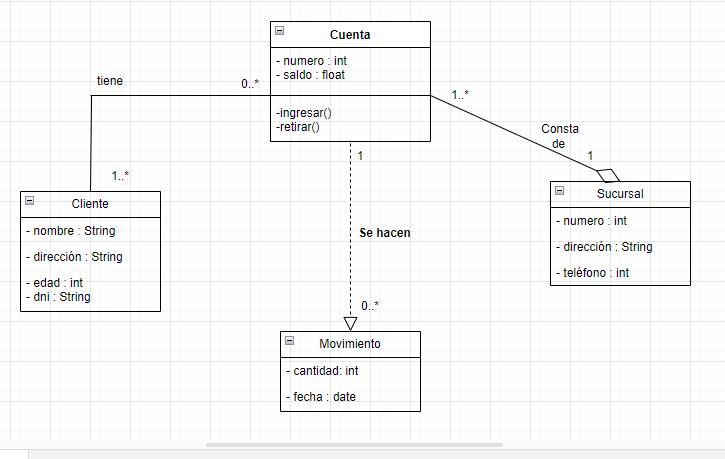 Cuenta
- numero : int
- saldo : float
-ingresar()
-retirar()
tiene
0..*
1..*
1..*
Consta
de
1
1
Se hacen
0..*
Cliente
- nombre : String
- dirección : String
- edad : int
- dni : String
Sucursal
- numero : int
- dirección : String
- teléfono : int
Movimiento
- cantidad: int
- fecha : date